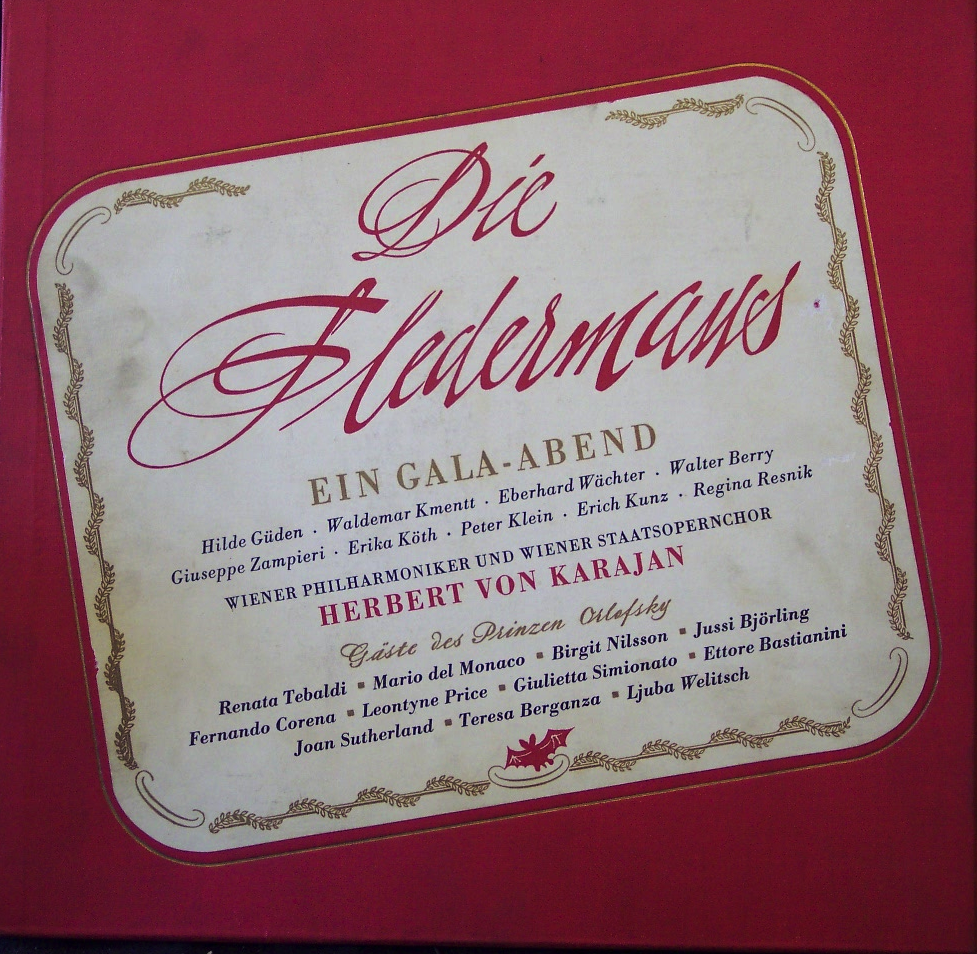 Die
Fledermaus
EIN GALA-ABEND
Hilde Güden · Waldemar Kmentt · Eberhard Wächter · Walter Berry
Giuseppe Zampieri · Erika Köth · Peter Klein · Erich Kunz · Regina Resnik
WIENER PHILHARMONIKER UND WIENER STAATSOPERNCHOR
HERBERT VON KARAJAN
Gäste des Prinzen Orlofsky
Renata Tebaldi ▪ Mario del Monaco ▪ Birgit Nilsson ▪ Jussi Björling
Fernando Corena ▪ Leontyne Price ▪ Giulietta Simionato ▪ Ettore Bastianini
Joan Sutherland ▪ Teresa Berganza ▪ Ljuba Welitsch